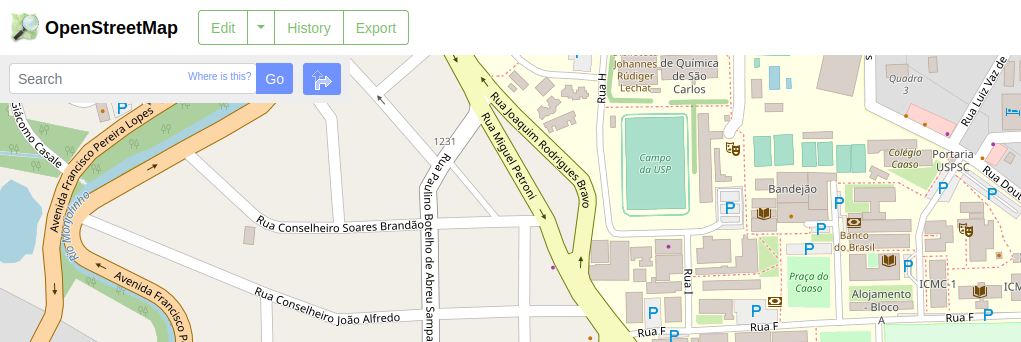 OpenStreetMap
Edit
History
Export
Search
Where is this?
Go
Johannes
Rüdiger
Lechat
de Química
de São
Carlos
Rua H
Quadra
3
Rua Luiz Vaz de
Giácomo Casale
Avenida Francisco Pereira Lopes
Rio Monjolinho
1231
Rua Paulino Botelho de Abreu Sampa
Rua Joaquim Rodrigues Bravo
Rua Miguel Petroni
Campo
da USP
Colégio
Caaso
Portaria
USPSC
Rua Dout
Bandejão
Rua Conselheiro Soares Brandão
Banco
do Brasil
Avenida Francisco P
Rua I
Praça do
Caaso
ICMC-1
ICM
Alojamento
- Bloco
A
Rua Conselheiro João Alfredo
Rua F
Rua F
Rua F